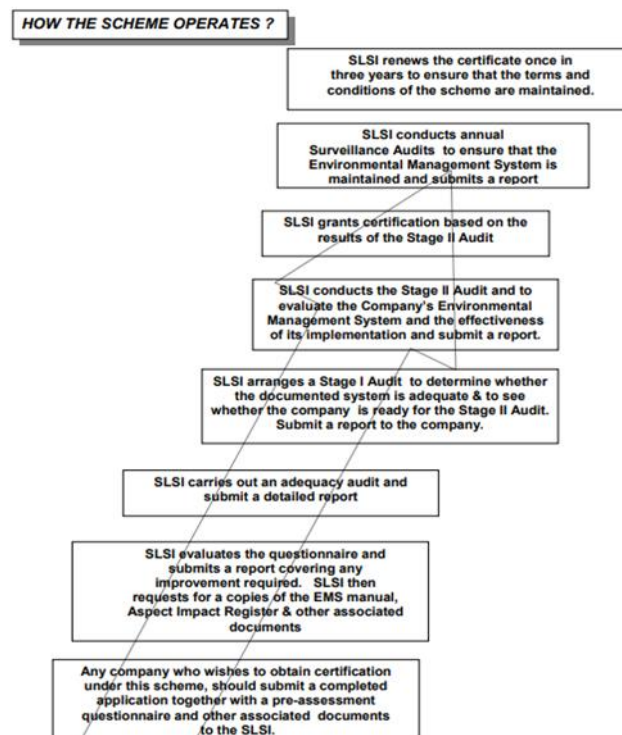 HOW THE SCHEME OPERATES ?
SLSI renews the certificate once in
three years to ensure that the terms and
conditions of the scheme are maintained.
SLSI conducts annual
Surveillance Audits to ensure that the
Environmental Management System is
maintained and submits a report
SLSI grants certification based on the
results of the Stage II Audit
SLSI conducts the Stage II Audit and to
evaluate the Company's Environmental
Management System and the effectiveness
of its implementation and submit a report.
SLSI arranges a Stage I Audit to determine whether
the documented system is adequate & to see
whether the company is ready for the Stage II Audit.
Submit a report to the company.
SLSI carries out an adequacy audit and
submit a detailed report
SLSI evaluates the questionnaire and
submits a report covering any
improvement required. SLSI then
requests for a copies of the EMS manual,
Aspect Impact Register & other associated
documents
Any company who wishes to obtain certification
under this scheme, should submit a completed
application together with a pre-assessment
questionnaire and other associated documents
to the SLSI.